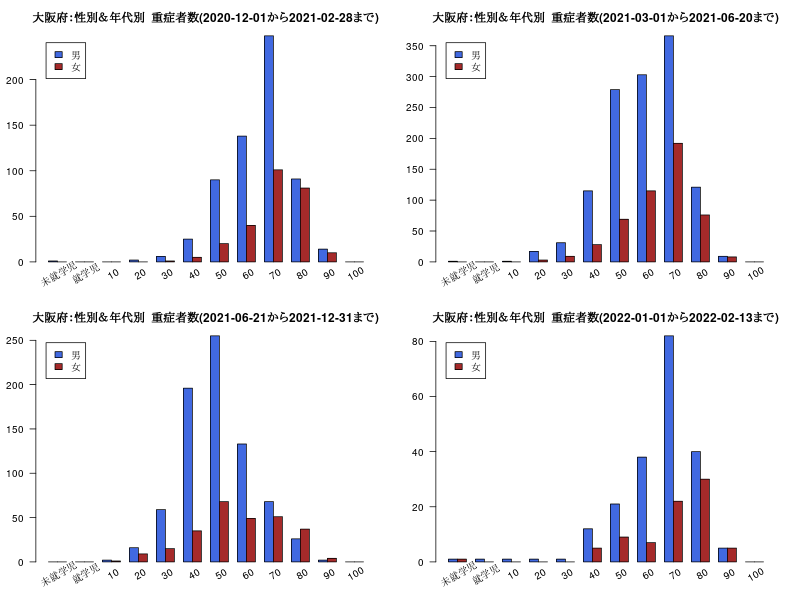 大阪府：性別＆年代別 重症者数(2020-12-01から2021-02-28まで)
男
女
200
150
100
50
0
未就学児 就学児 10 20 30 40 50 60 70 80 90 100
大阪府：性別＆年代別 重症者数(2021-03-01から2021-06-20まで)
男
女
350
300
250
200
150
100
50
0
未就学児 就学児 10 20 30 40 50 60 70 80 90 100
大阪府：性別＆年代別 重症者数(2021-06-21から2021-12-31まで)
男
女
250
200
150
100
50
0
未就学児 就学児 10 20 30 40 50 60 70 80 90 100
大阪府：性別＆年代別 重症者数(2022-01-01から2022-02-13まで)
男
女
80
60
40
20
0
未就学児 就学児 10 20 30 40 50 60 70 80 90 100